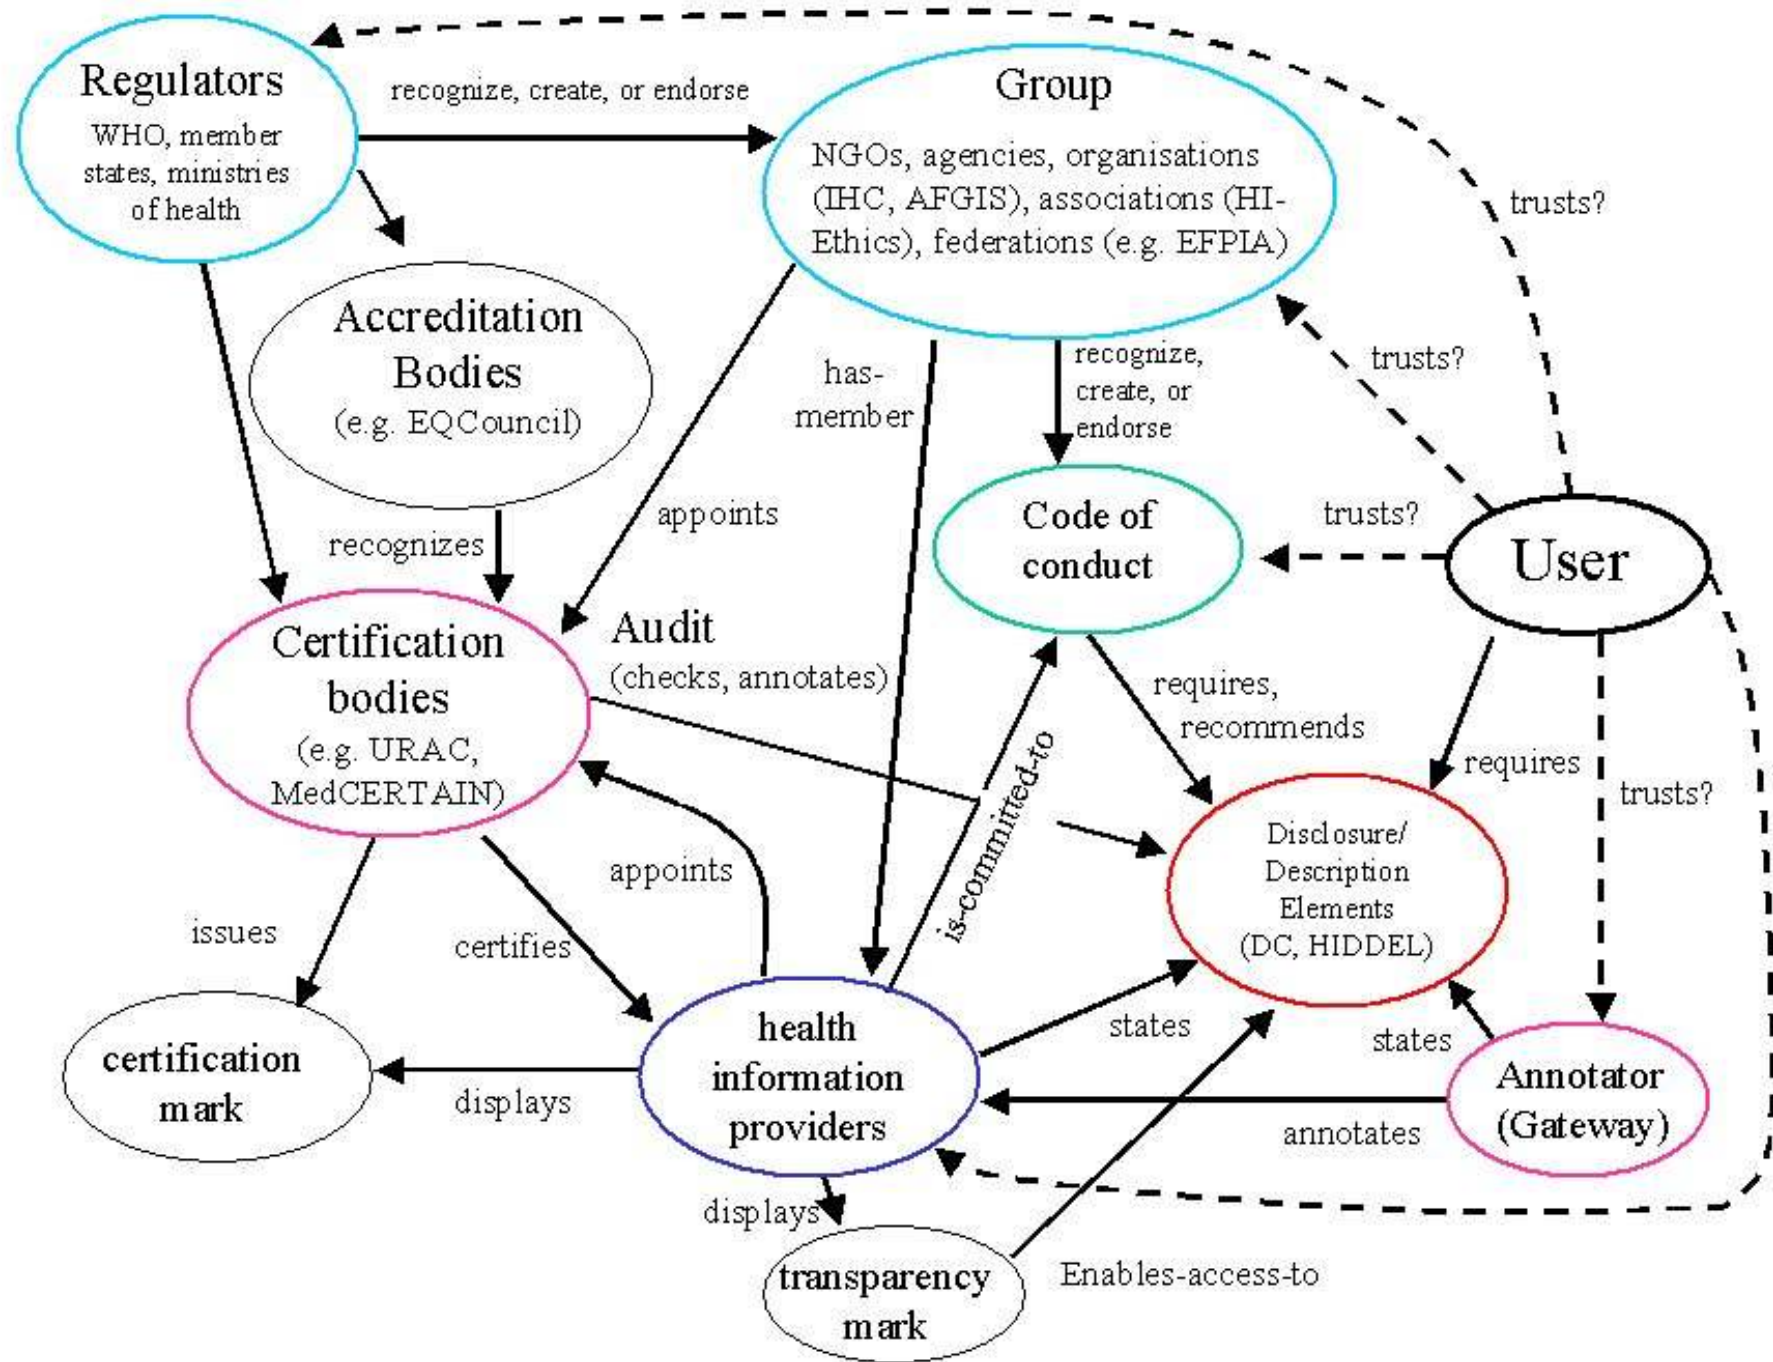 Regulators
WHO, member
states, ministries
of health
recognize, create, or endorse
Group
NGOs, agencies, organisations
(IHC, AFGIS), associations (HI-
Ethics), federations (e.g. EFPIA)
trusts?
Accreditation
Bodies
(e.g. EQCouncil)
has-
member
recognize,
create, or
endorse
trusts?
recognizes
appoints
Code of
conduct
trusts?
User
Certification
bodies
(e.g. URAC,
MedCERTAIN)
Audit
(checks, annotates)
requires,
recommends
requires
trusts?
is-committed-to
Disclosure/
Description
Elements
(DC, HIDDEL)
appoints
issues
certifies
certification
mark
displays
health
information
providers
states
states
Annotator
(Gateway)
annotates
displays
transparency
mark
Enables-access-to